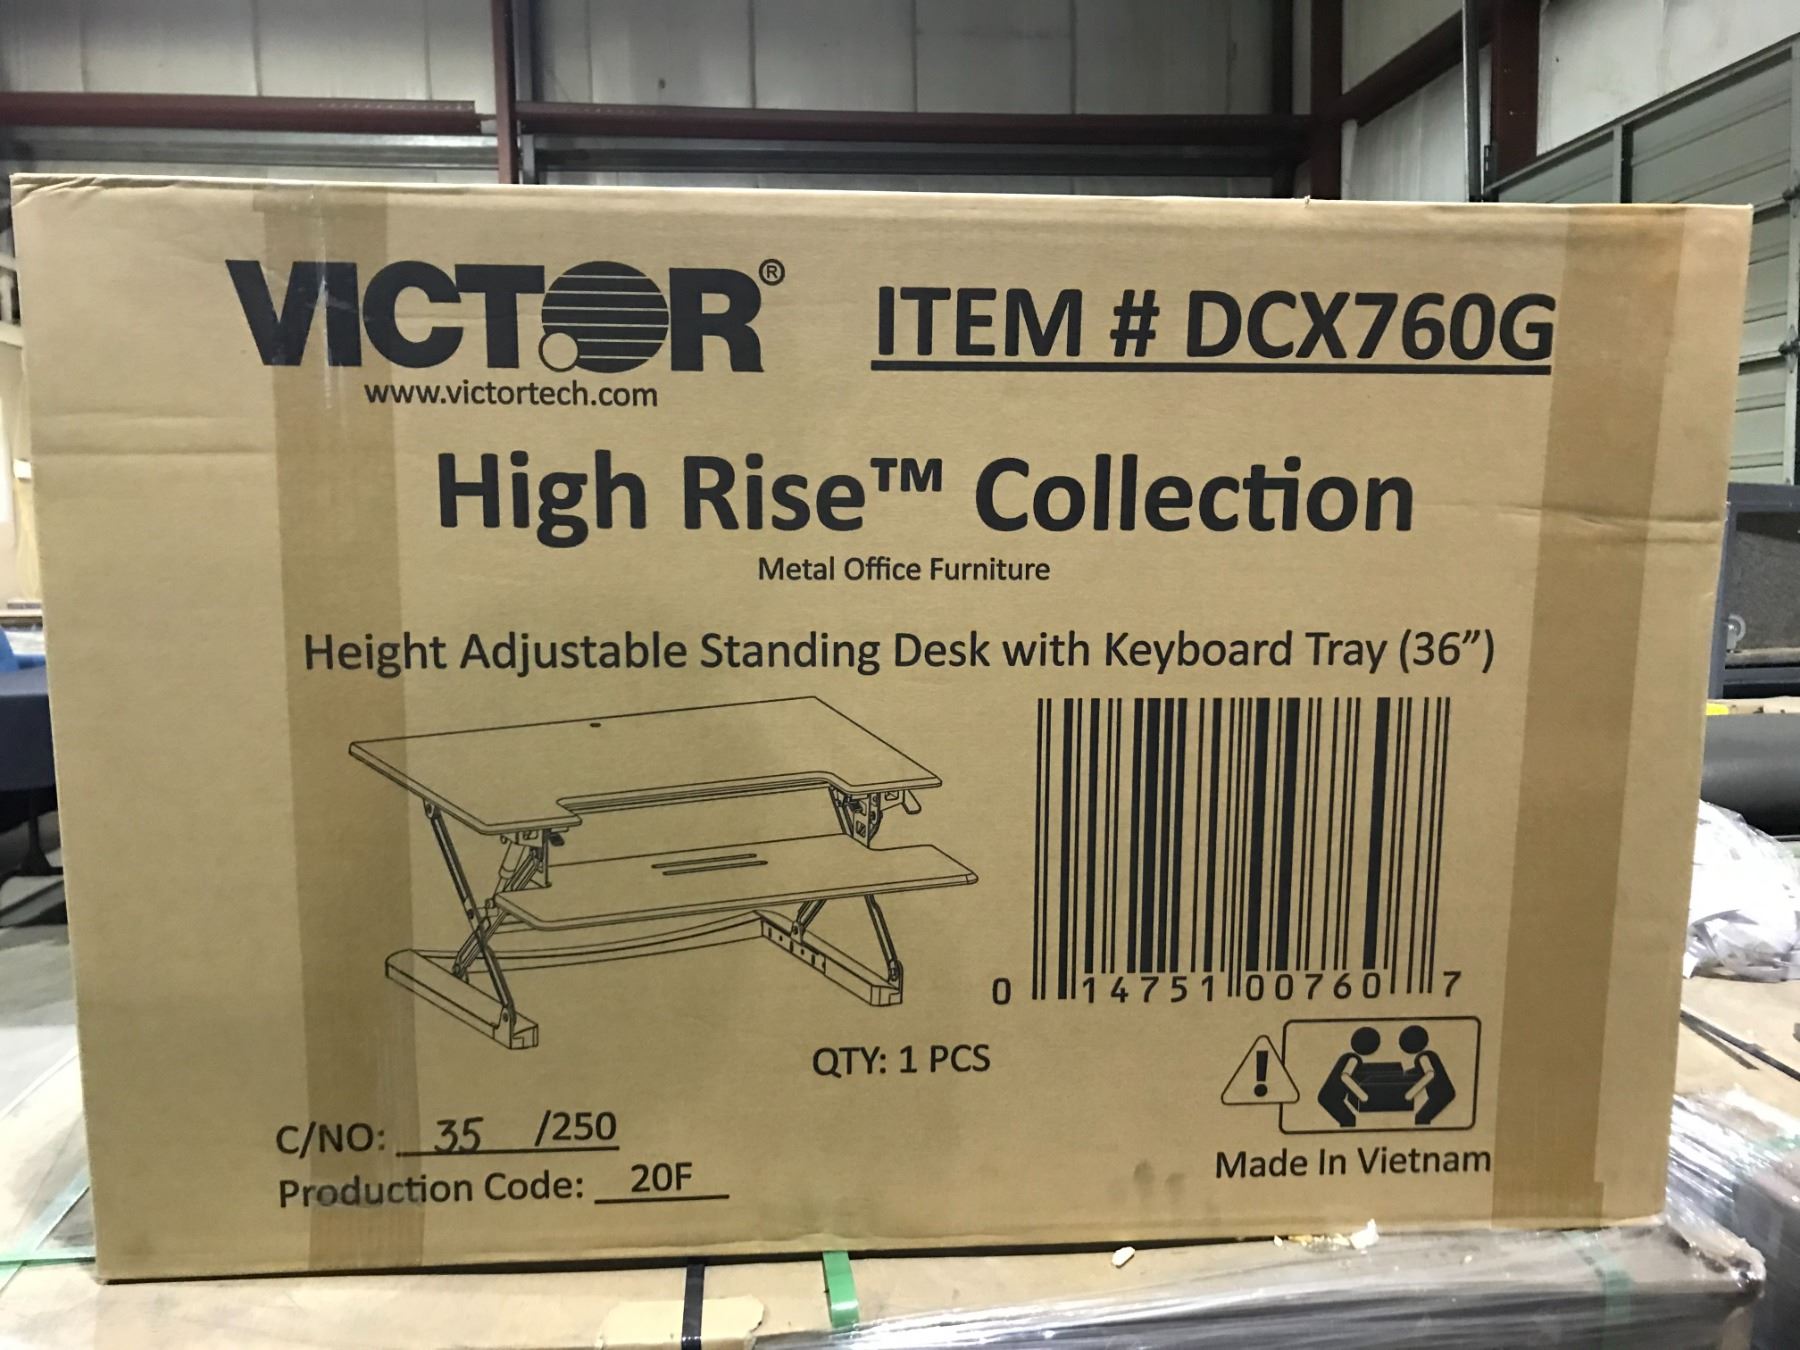 VICTOR®
www.victortech.com
ITEM # DCX760G
High Rise™ Collection
Metal Office Furniture
Height Adjustable Standing Desk with Keyboard Tray (36”)
0 14751 00760 7
QTY: 1 PCS
C/NO: 35 /250
Production Code: 20F
Made In Vietnam